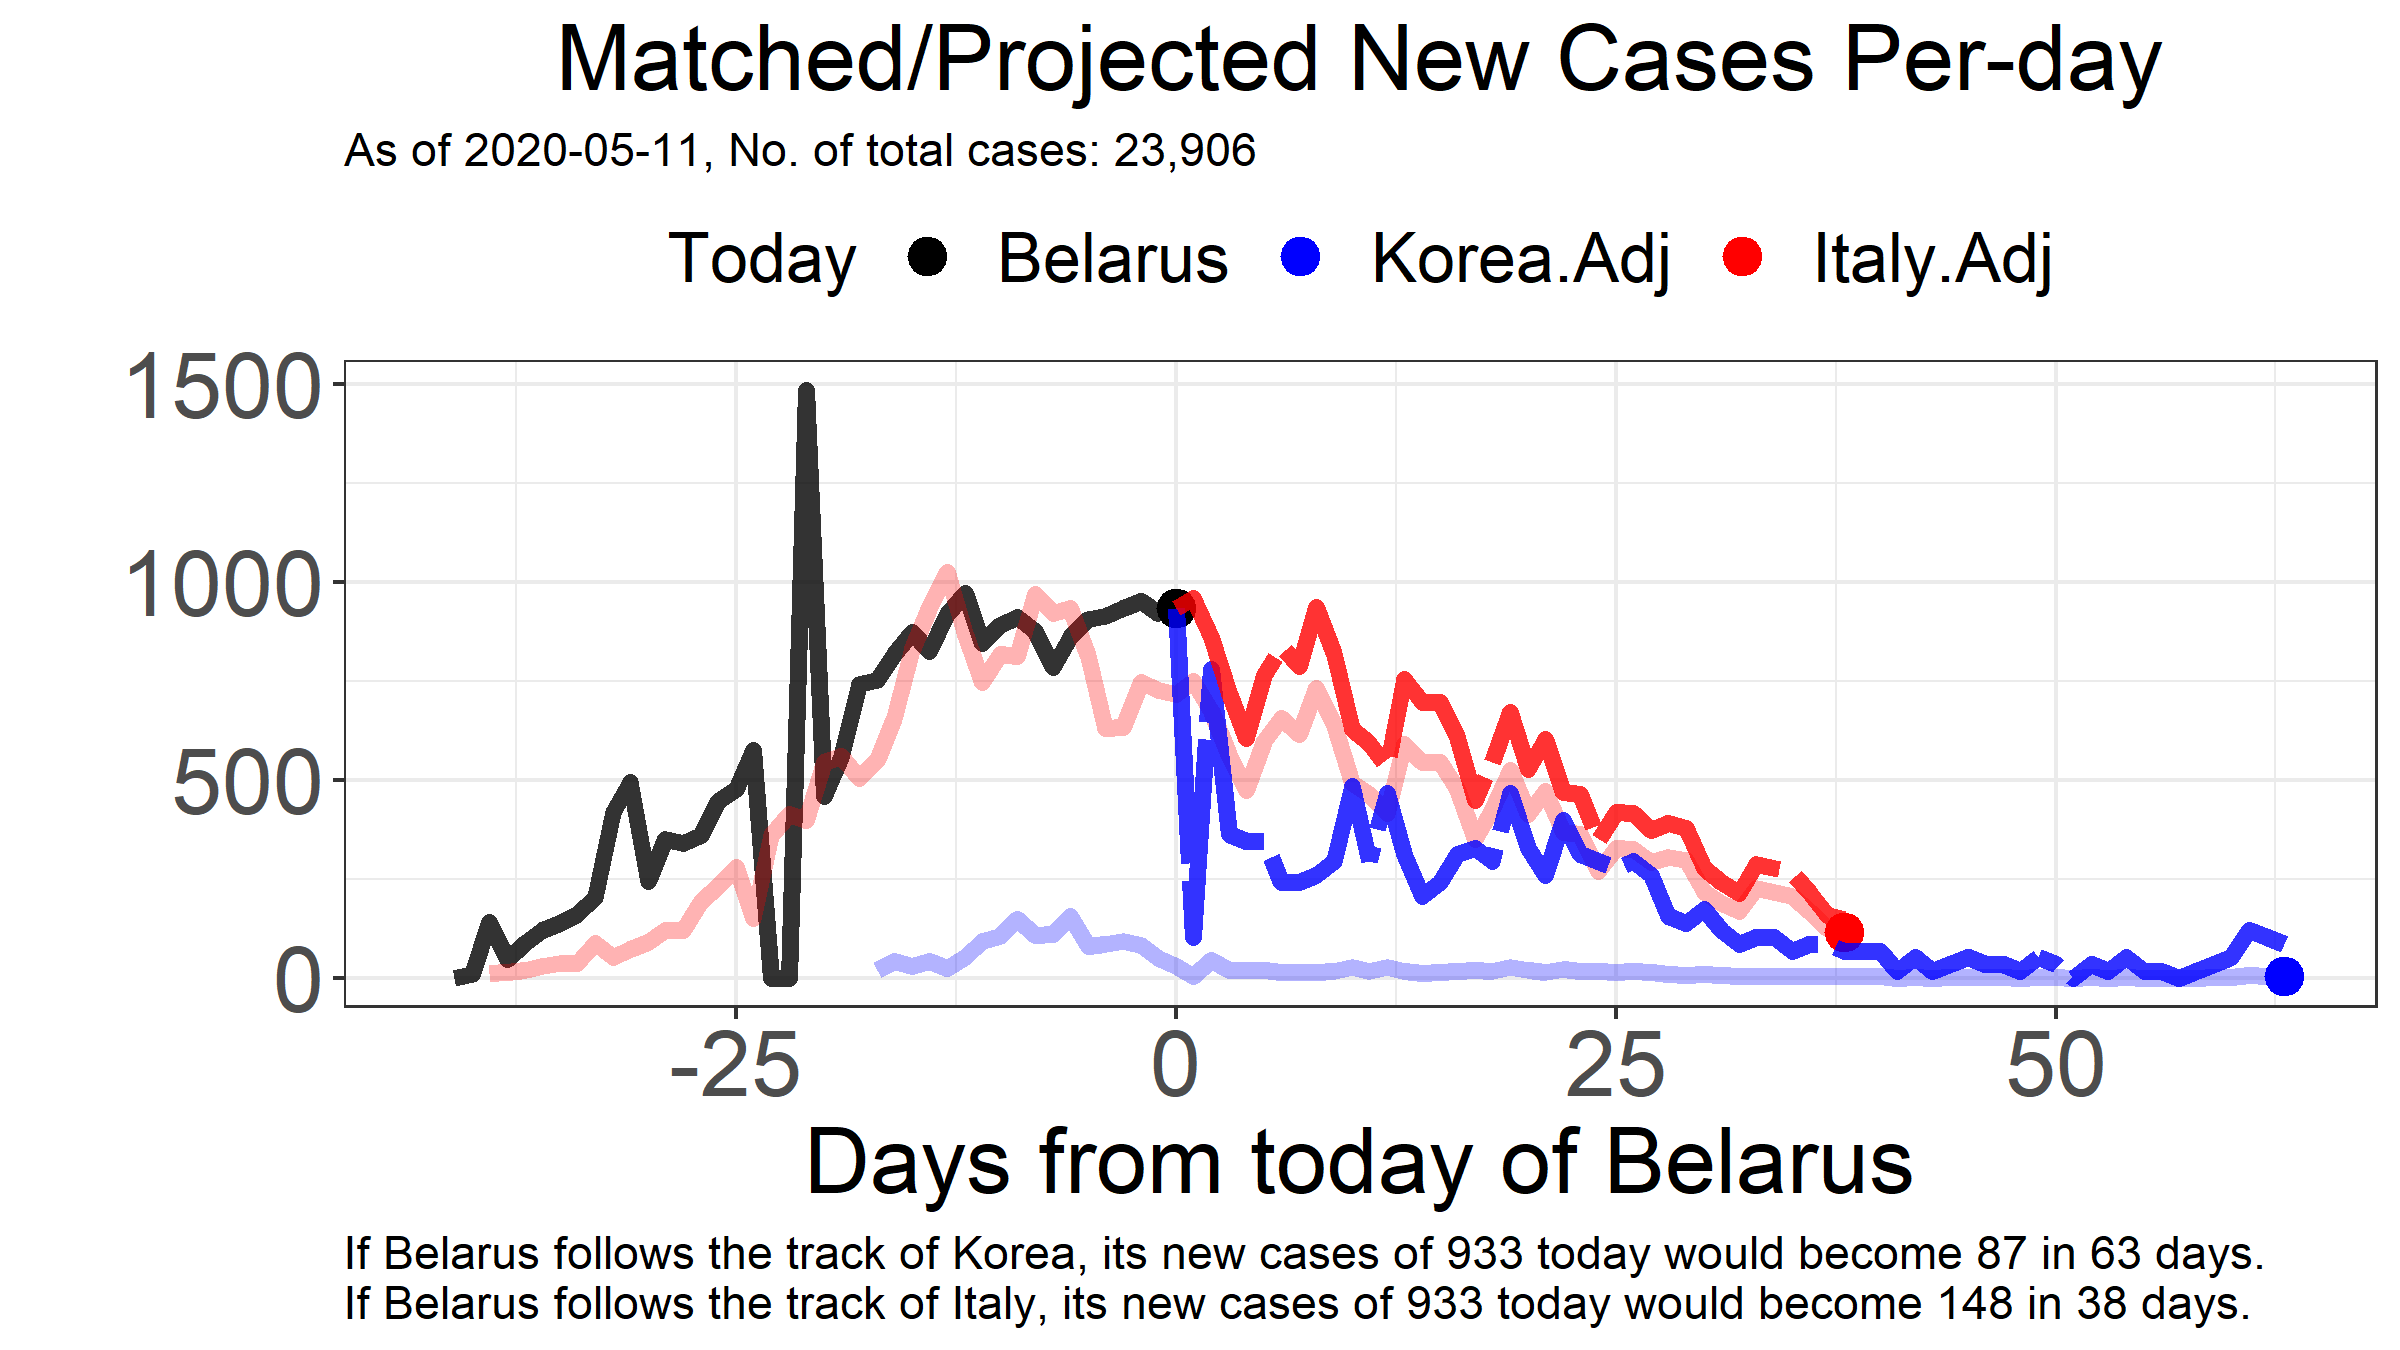 Matched/Projected New Cases Per-day
As of 2020-05-11, No. of total cases: 23,906
Today Belarus Korea.Adj Italy.Adj
1500
1000
500
0
-25 0 25 50
Days from today of Belarus
If Belarus follows the track of Korea, its new cases of 933 today would become 87 in 63 days.
If Belarus follows the track of Italy, its new cases of 933 today would become 148 in 38 days.